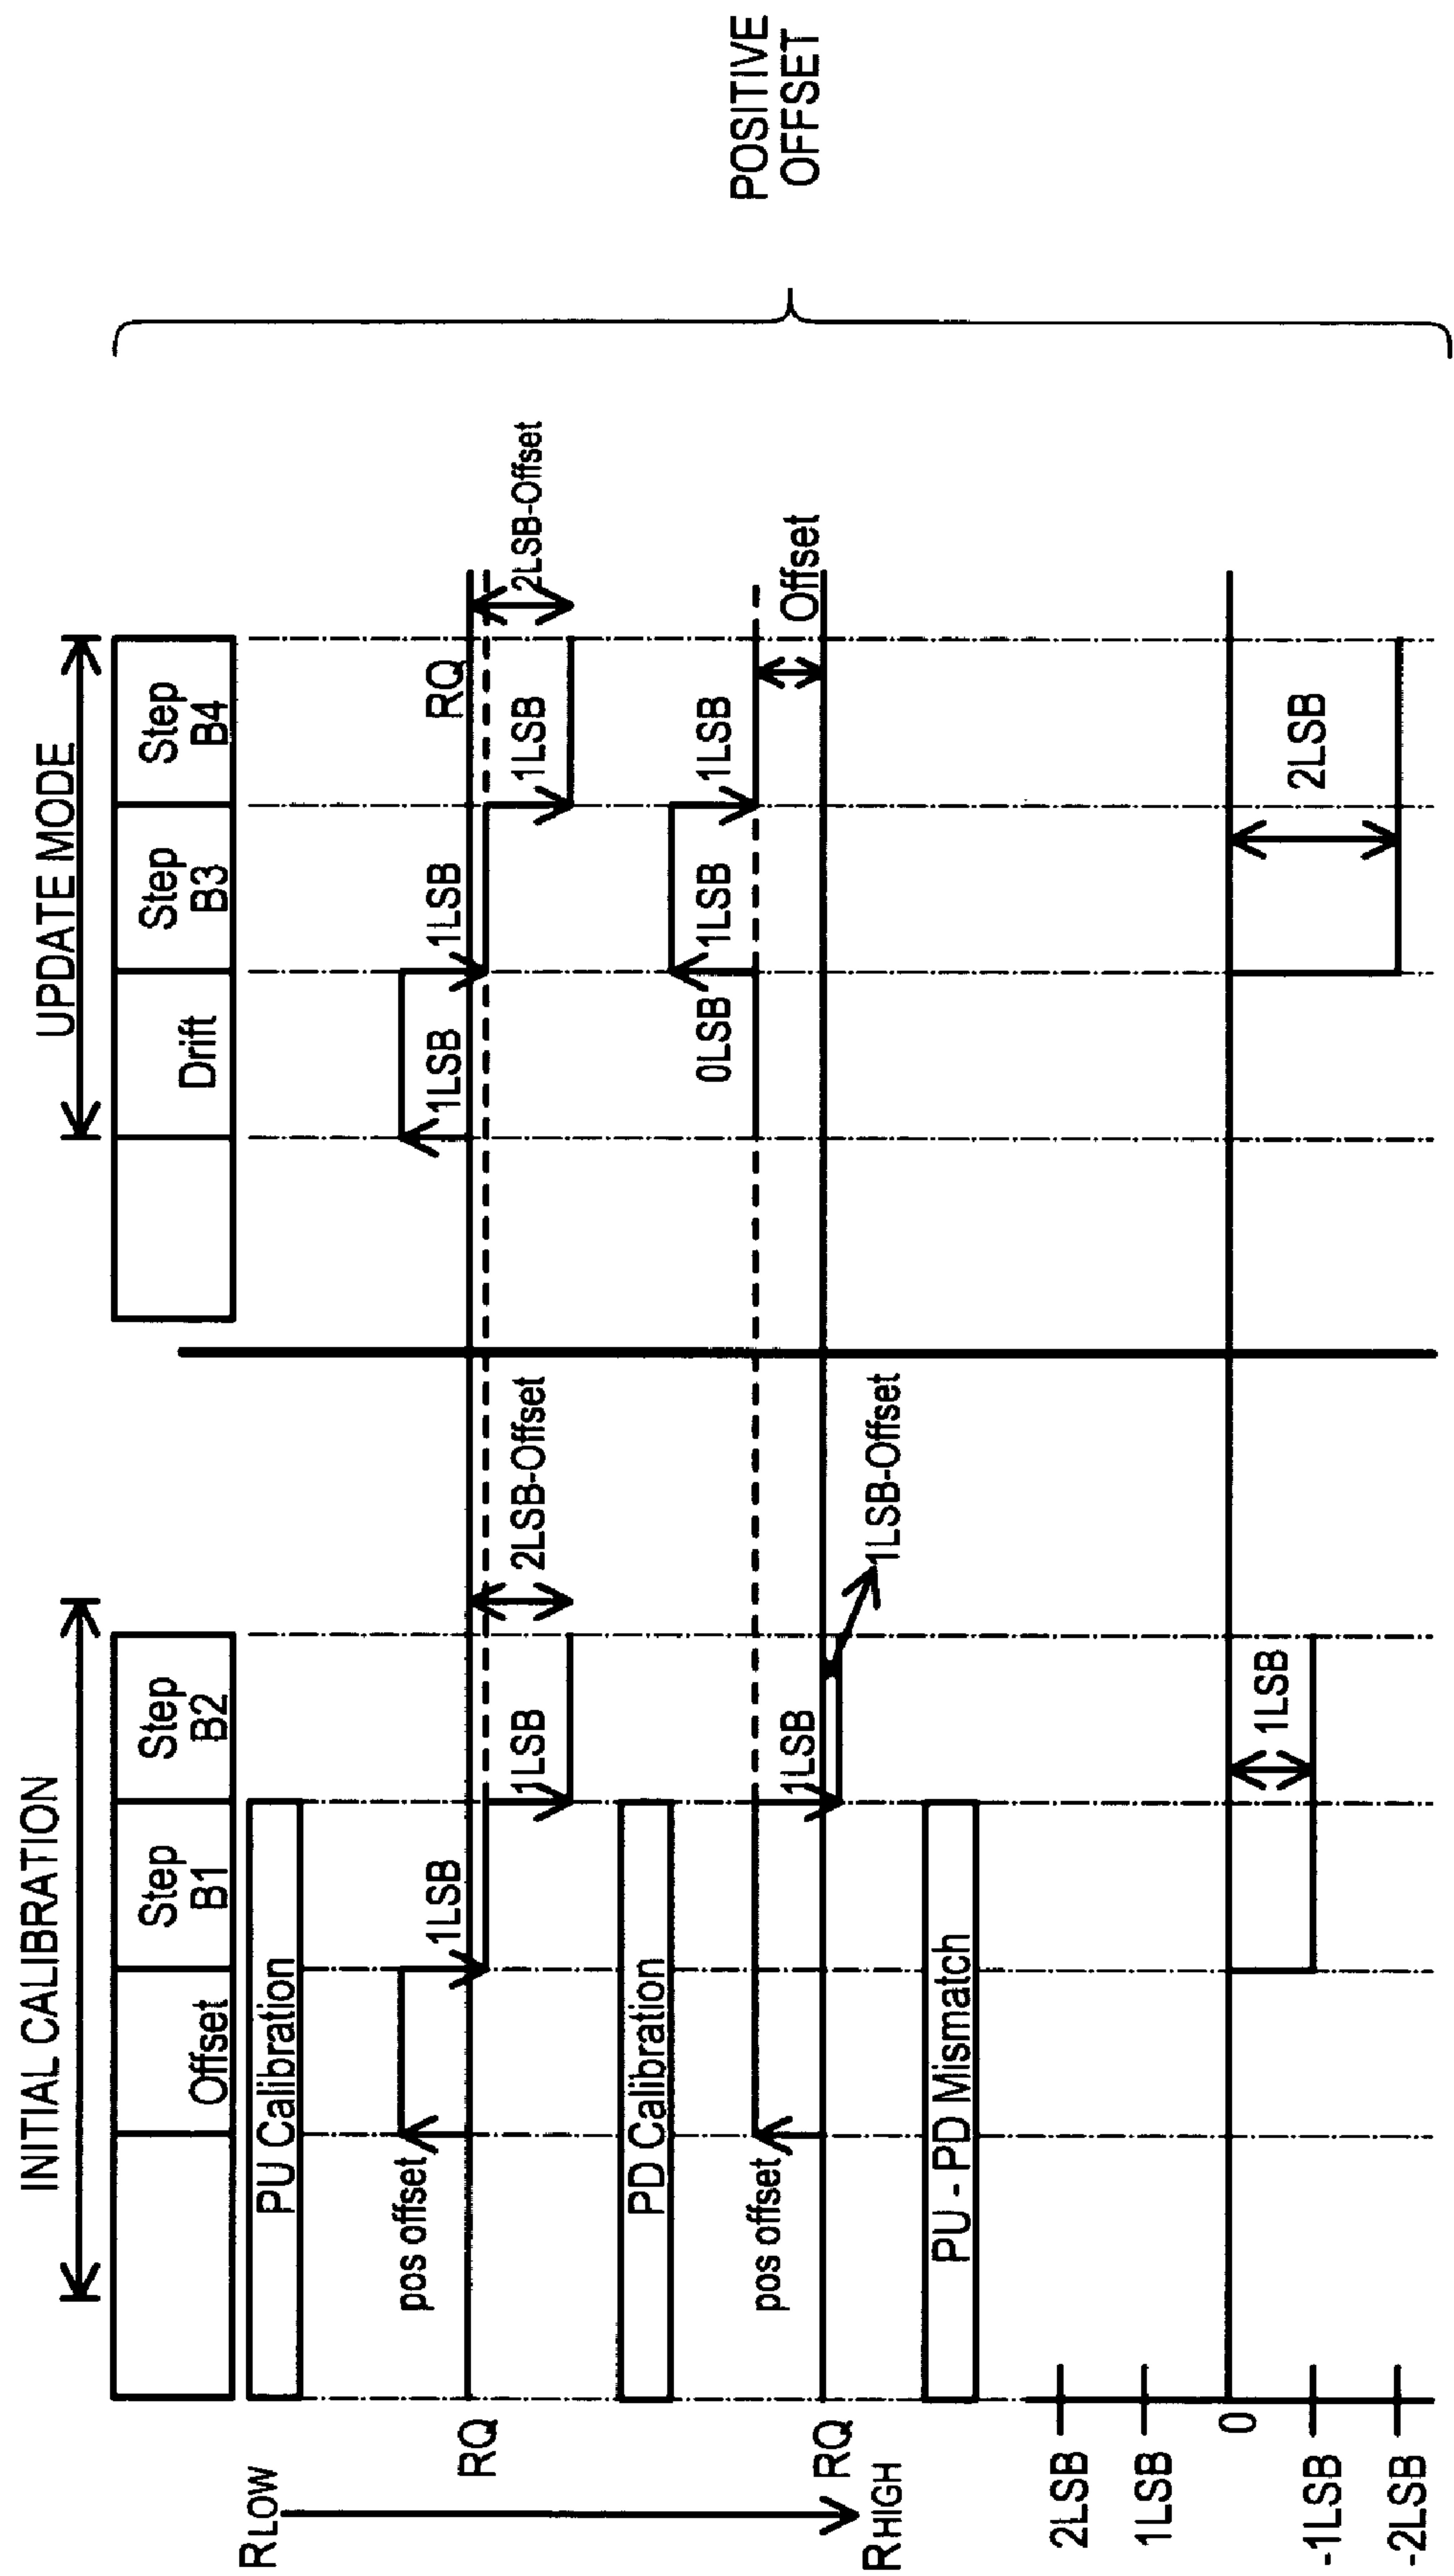 INITIAL CALIBRATION
UPDATE MODE
Offset
Step
B1
Step
B2
Drift
Step
B3
Step
B4
RLOW
PU Calibration
pos offset
1LSB
1LSB
2LSB-Offset
1LSB
1LSB
1LSB
RQ
2LSB-Offset
RQ
PD Calibration
pos offset
1LSB
1LSB-Offset
0LSB
1LSB
1LSB
Offset
RQ
RHIGH
PU - PD Mismatch
2LSB
1LSB
0
-1LSB
-2LSB
1LSB
2LSB
POSITIVE
OFFSET